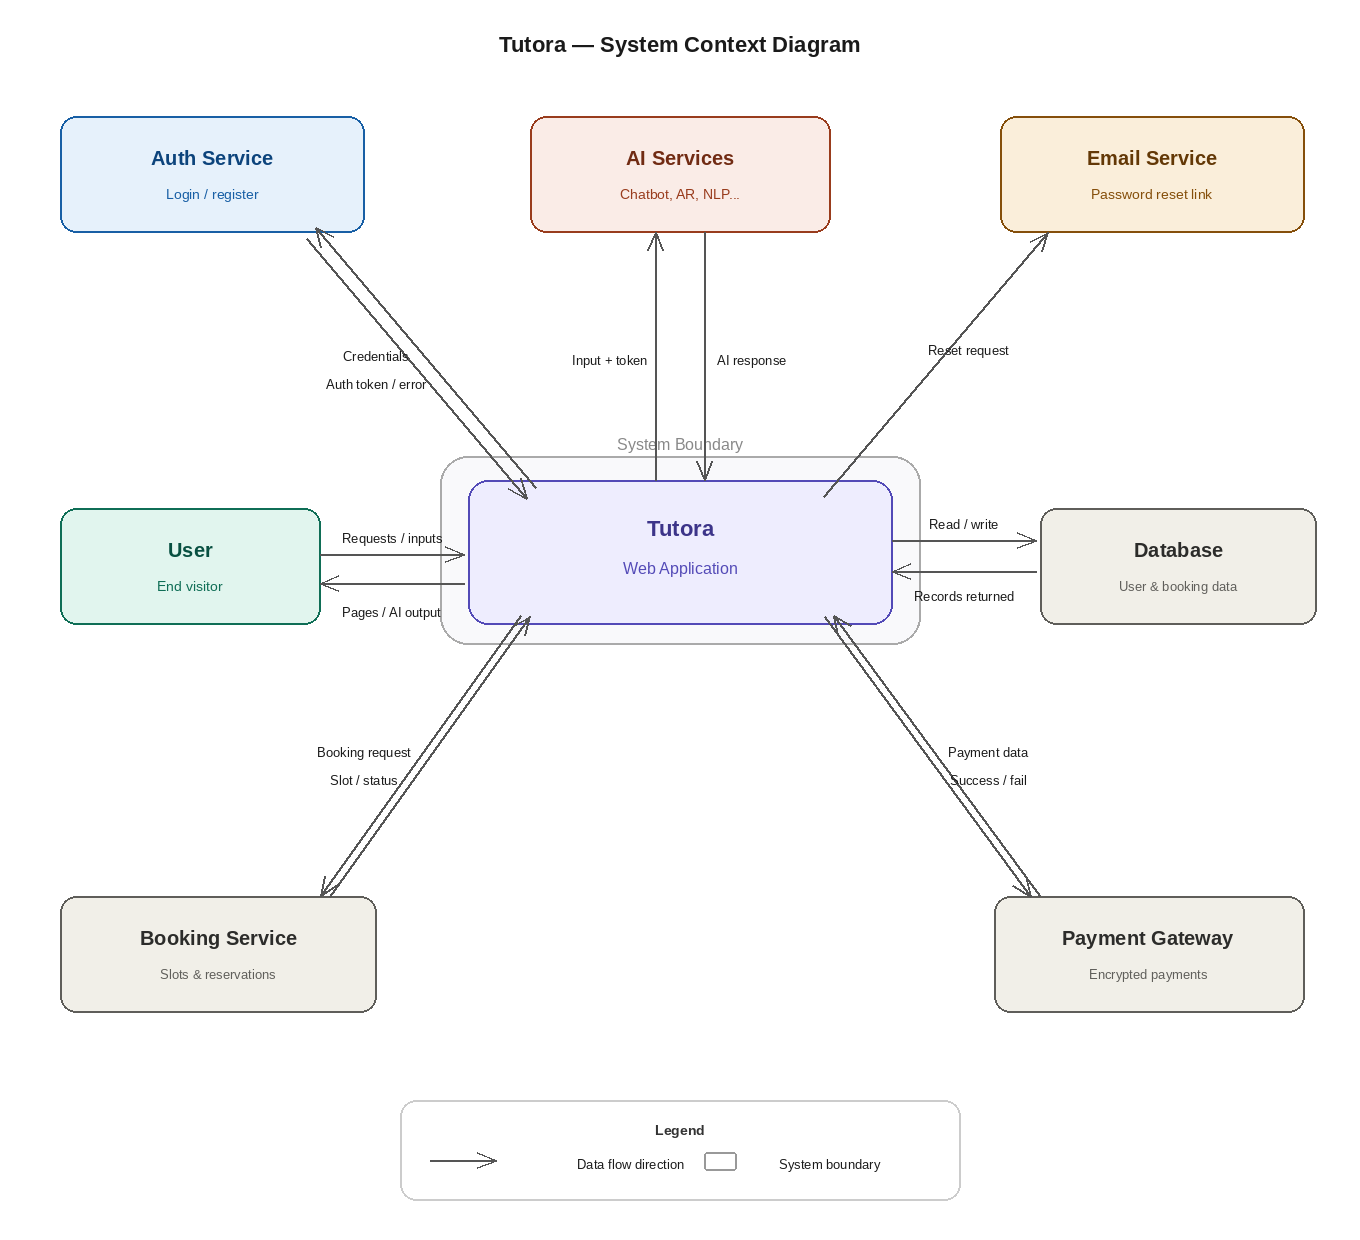 Tutora — System Context Diagram
Auth Service
Login / register
AI Services
Chatbot, AR, NLP...
Email Service
Password reset link
Credentials
Auth token / error
Input + token
AI response
Reset request
System Boundary
Tutora
Web Application
User
End visitor
Requests / inputs
Pages / AI output
Read / write
Records returned
Database
User & booking data
Booking request
Slot / status
Payment data
Success / fail
Booking Service
Slots & reservations
Payment Gateway
Encrypted payments
Legend
Data flow direction
System boundary